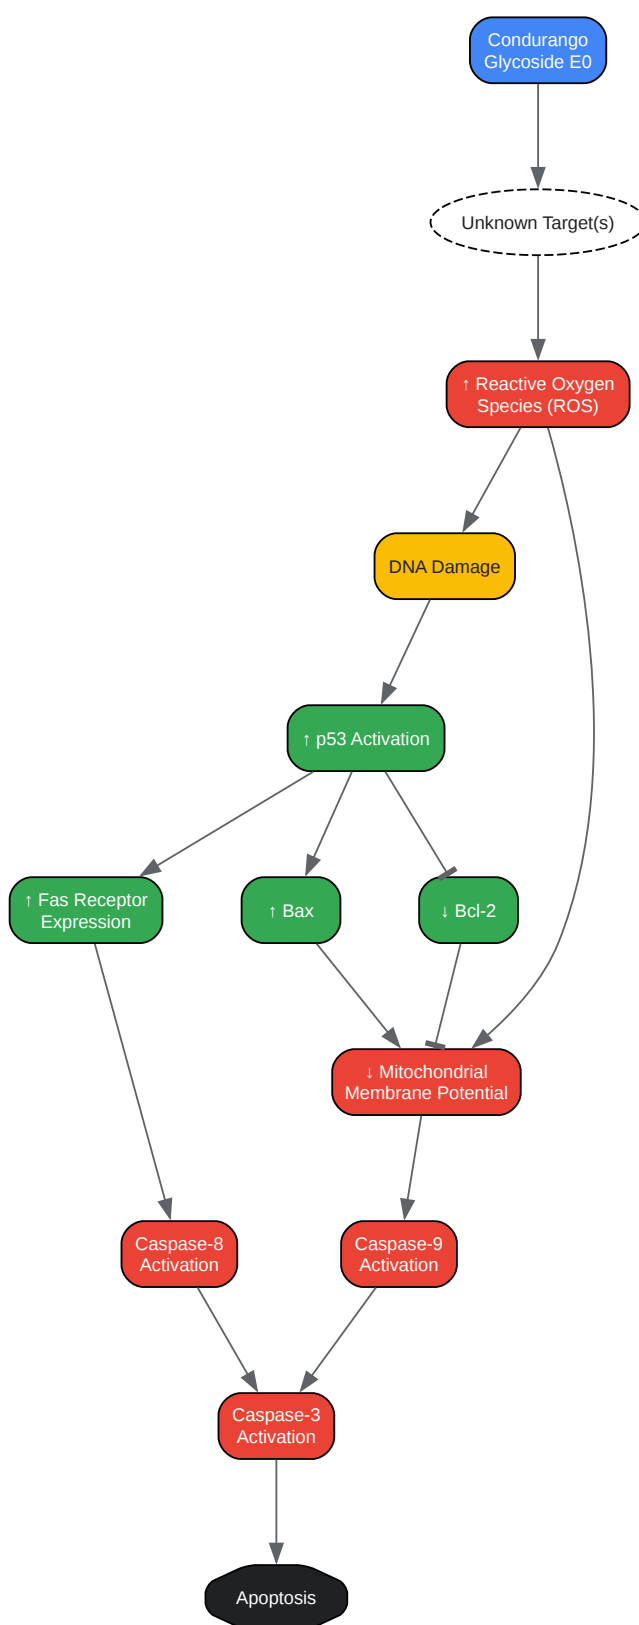 Condurango
Glycoside E0
Unknown Target(s)
↑ Reactive Oxygen
Species (ROS)
DNA Damage
↑ p53 Activation
↑ Fas Receptor
Expression
↑ Bax
↓ Bcl-2
↓ Mitochondrial
Membrane Potential
Caspase-8
Activation
Caspase-9
Activation
Caspase-3
Activation
Apoptosis